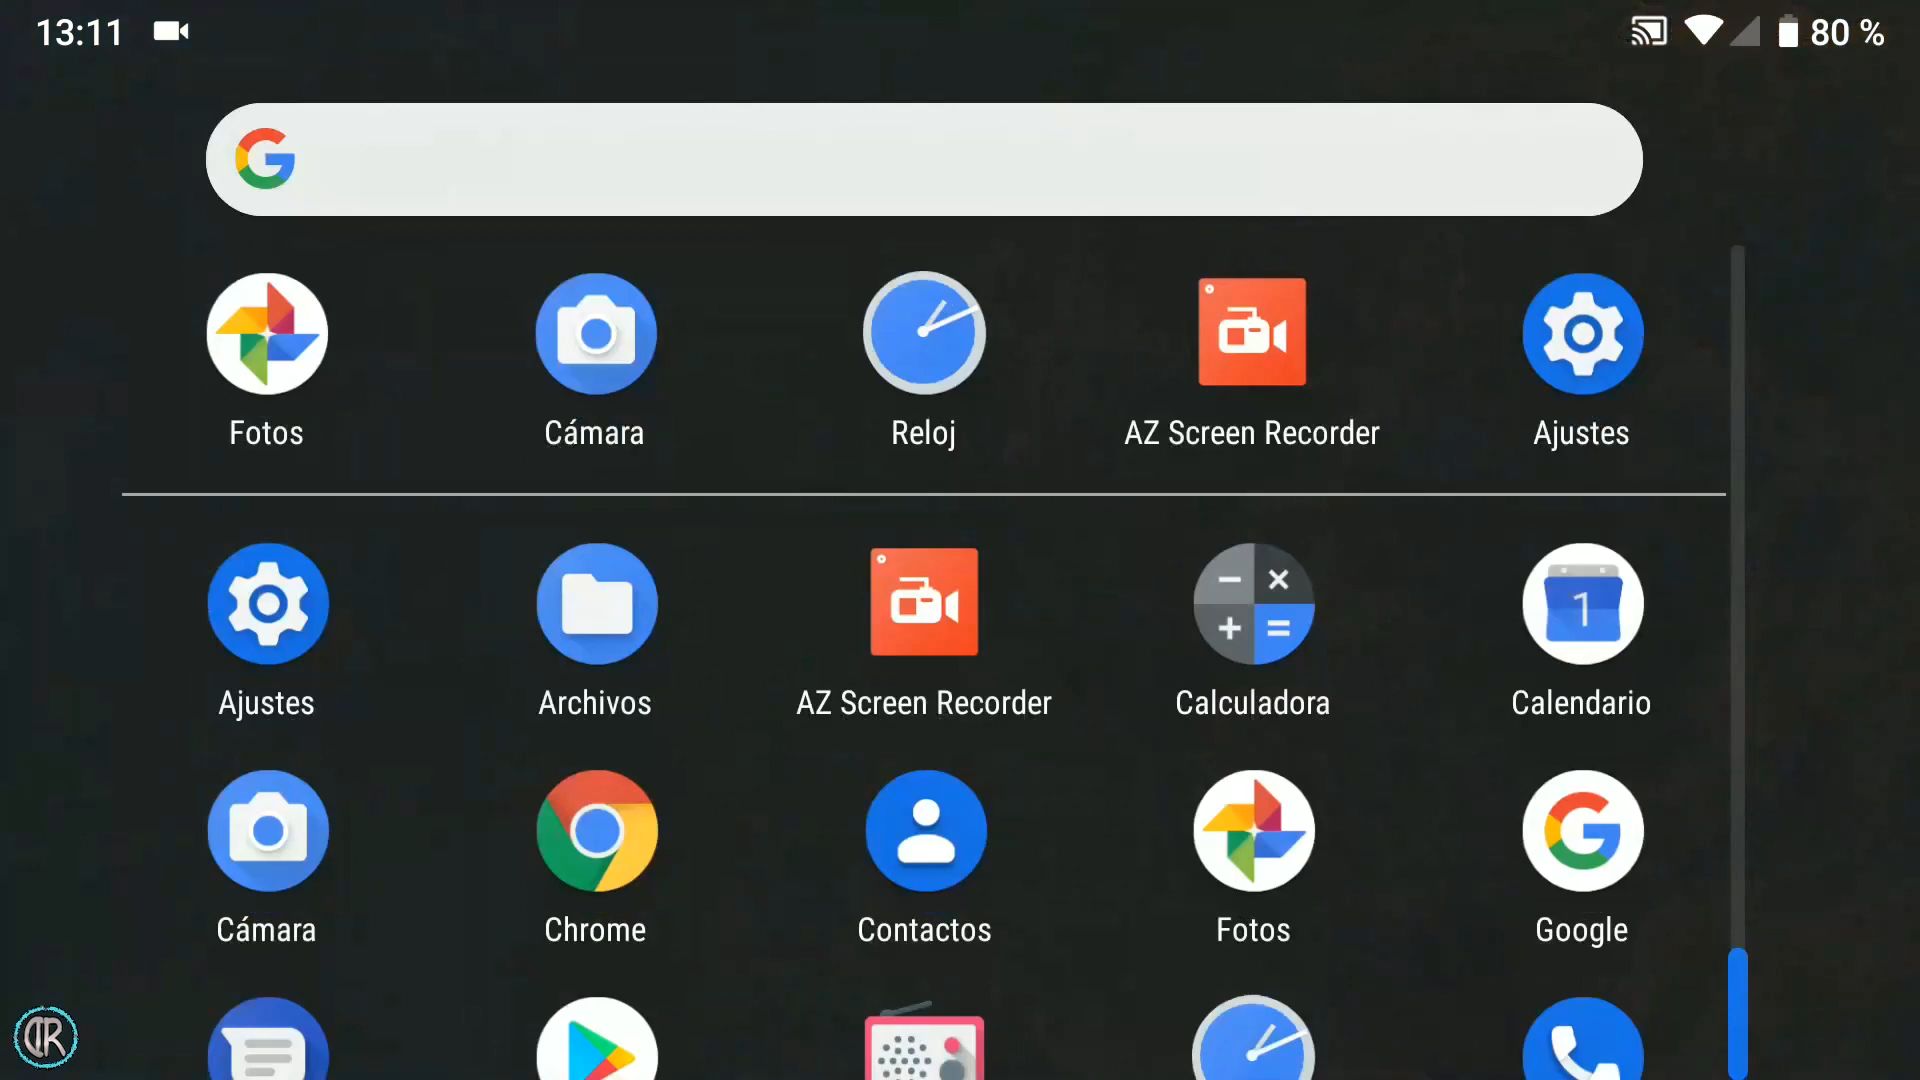 13:11 80 %
Fotos Cámara Reloj AZ Screen Recorder Ajustes
Ajustes Archivos AZ Screen Recorder Calculadora Calendario
1
Cámara Chrome Contactos Fotos Google